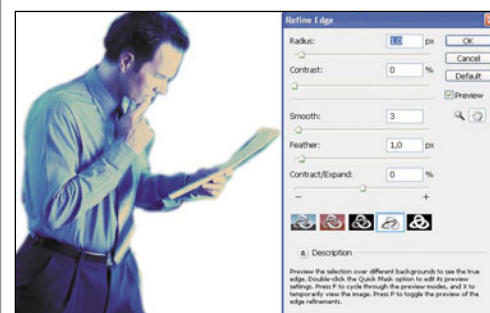 Refine Edge
Radius: 1,0 px
OK
Cancel
Contrast: 0 %
Default
Preview
Smooth: 3
Feather: 1,0 px
Contract/Expand: 0 %
− +
Description
Preview the selection over different backgrounds to see the true
edge. Double-click the Quick Mask option to edit its preview
settings. Press F to cycle through the preview modes, and X to
temporarily view the image. Press P to toggle the preview of the
edge refinements.